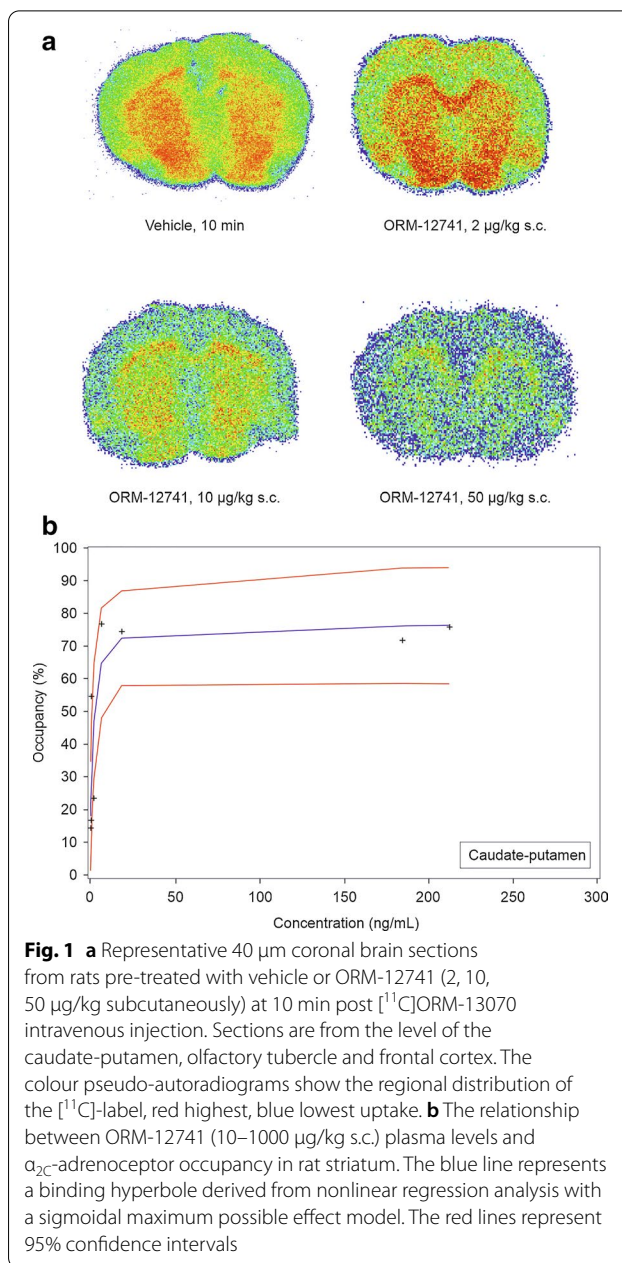 a
Vehicle, 10 min
ORM-12741, 2 µg/kg s.c.
ORM-12741, 10 µg/kg s.c.
ORM-12741, 50 µg/kg s.c.
b
100
90
80
70
60
50
40
30
20
10
0
Occupancy (%)
Caudate-putamen
0
50
100
150
200
250
300
Concentration (ng/mL)
Fig. 1 a Representative 40 µm coronal brain sections
from rats pre-treated with vehicle or ORM-12741 (2, 10,
50 µg/kg subcutaneously) at 10 min post [¹¹C]ORM-13070
intravenous injection. Sections are from the level of the
caudate-putamen, olfactory tubercle and frontal cortex. The
colour pseudo-autoradiograms show the regional distribution of
the [¹¹C]-label, red highest, blue lowest uptake. b The relationship
between ORM-12741 (10–1000 µg/kg s.c.) plasma levels and
α2C-adrenoceptor occupancy in rat striatum. The blue line represents
a binding hyperbole derived from nonlinear regression analysis with
a sigmoidal maximum possible effect model. The red lines represent
95% confidence intervals